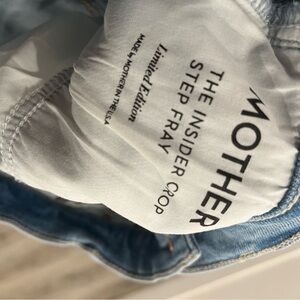 MOTHER
THE INSIDER CROP
STEP FRAY
Limited Edition
MADE by MOTHER IN THE USA